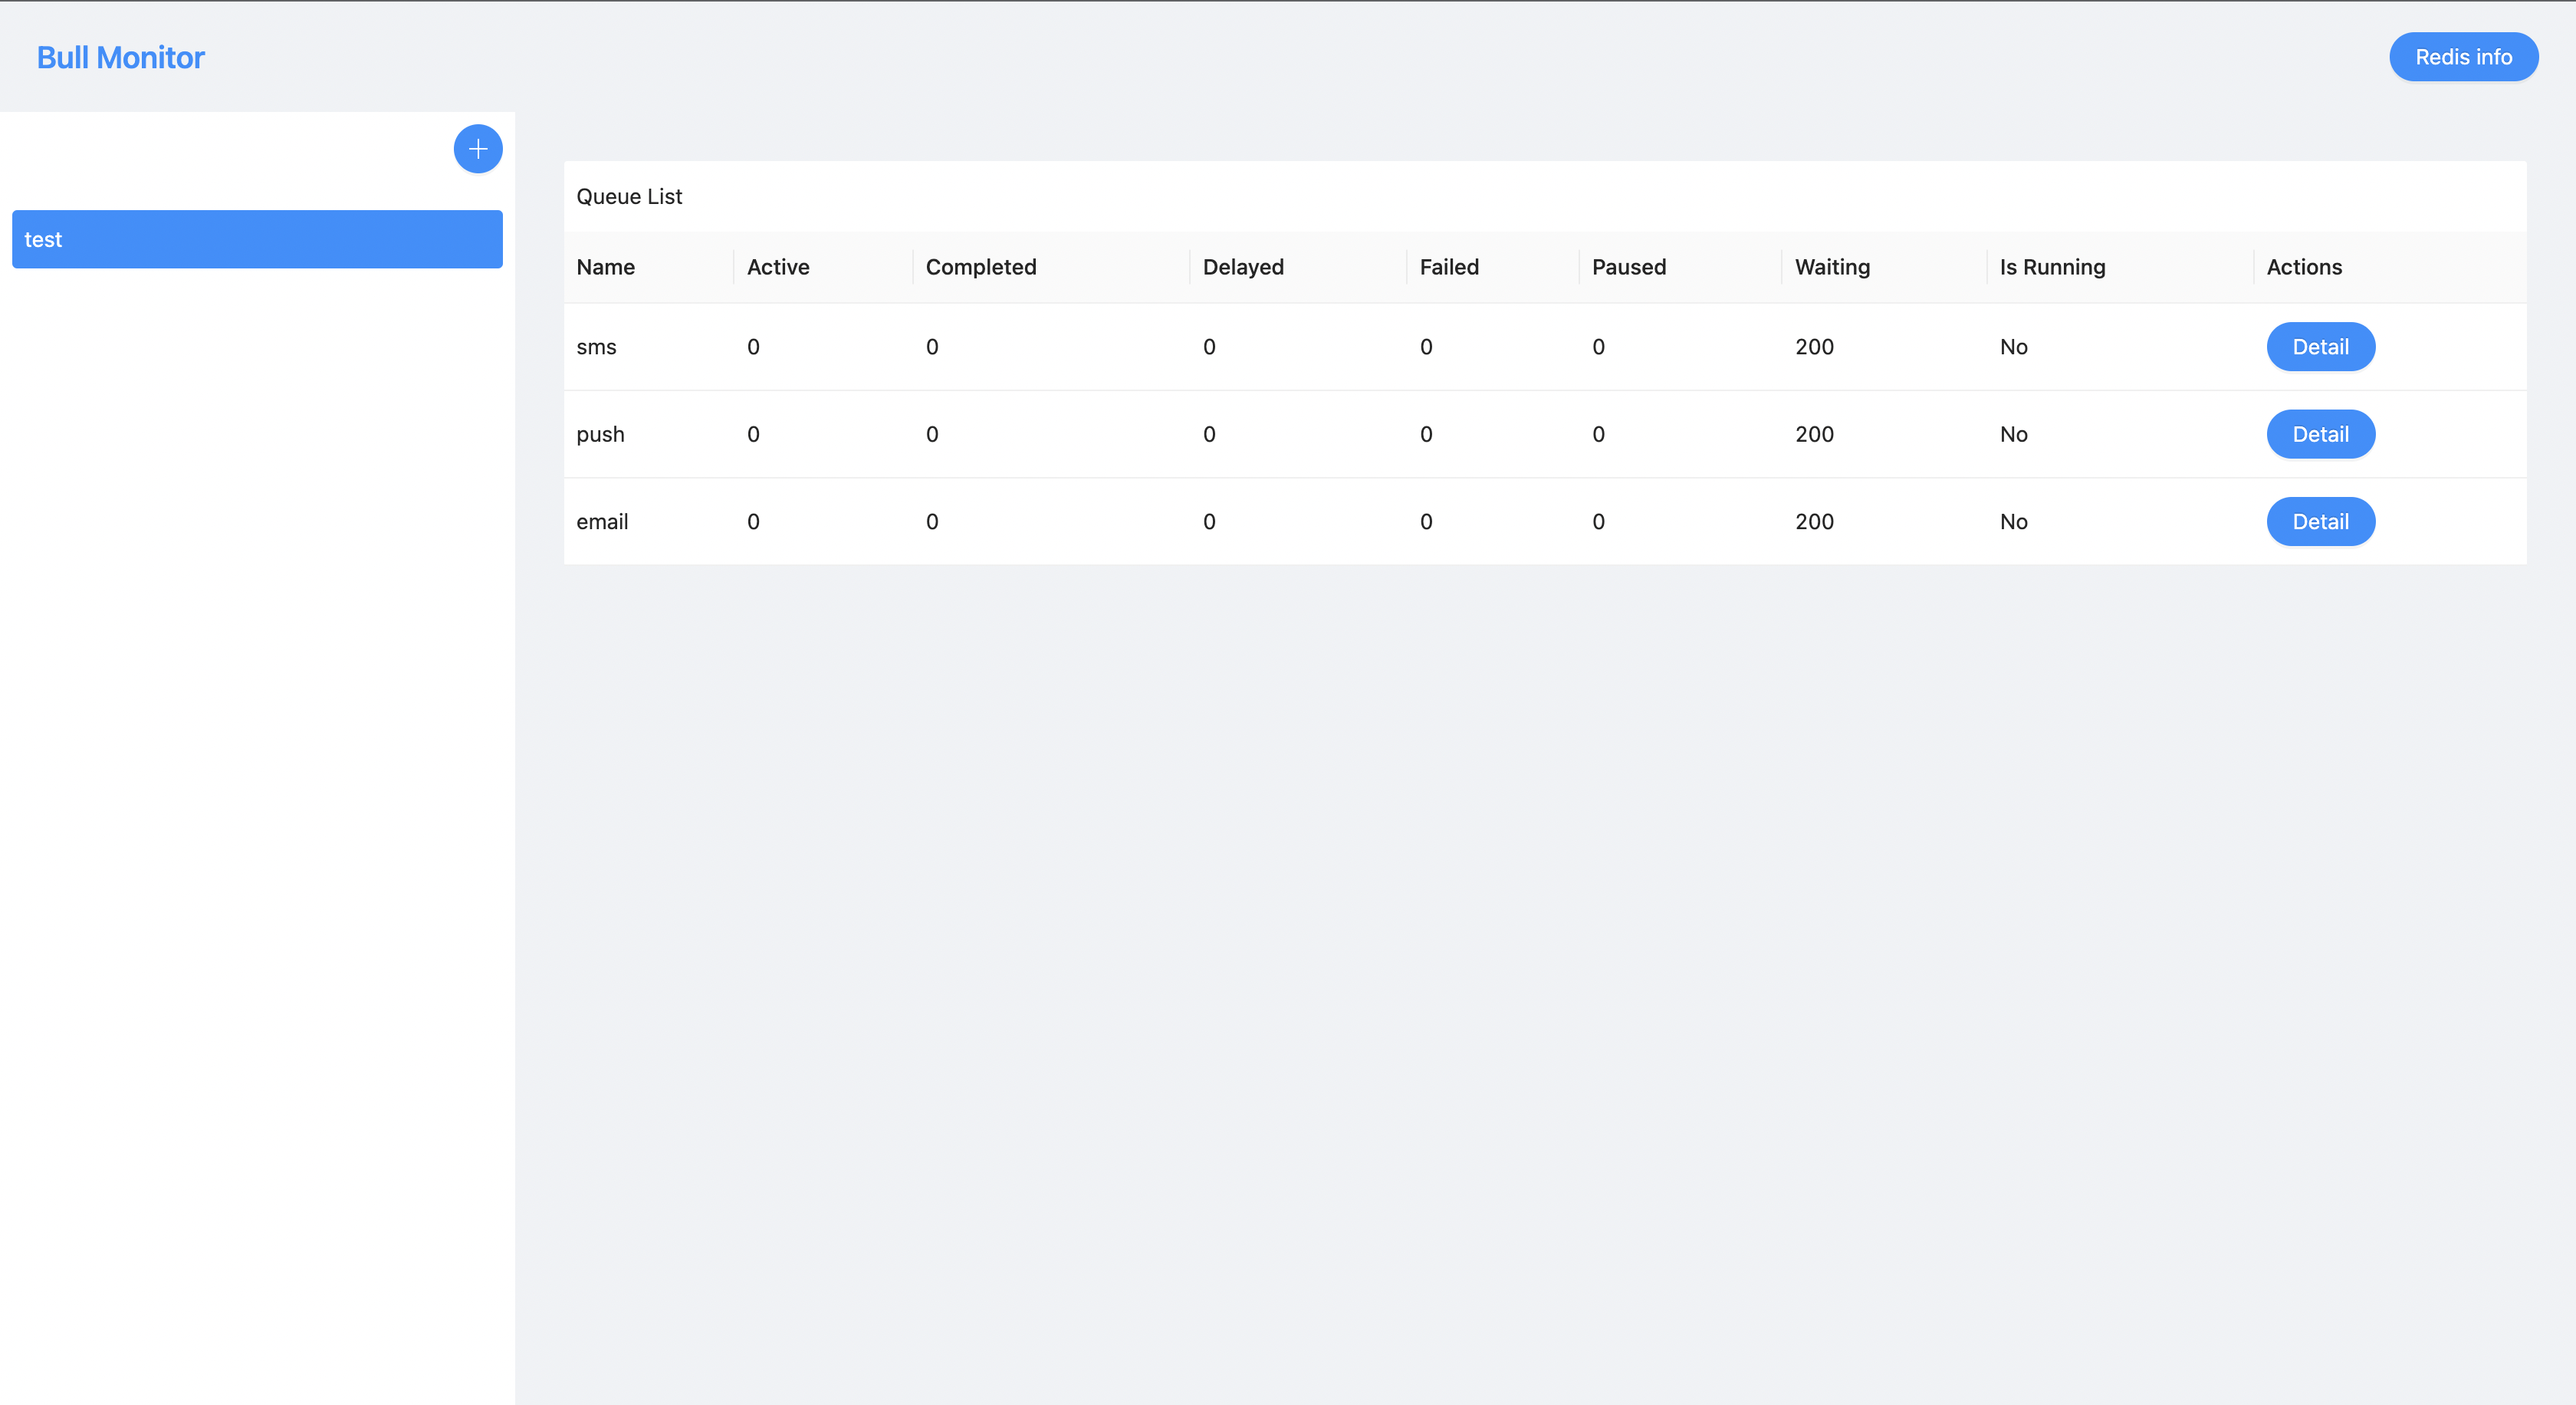 Bull Monitor
Redis info
test
Queue List
Name Active Completed Delayed Failed Paused Waiting Is Running Actions
sms 0 0 0 0 0 200 No Detail
push 0 0 0 0 0 200 No Detail
email 0 0 0 0 0 200 No Detail